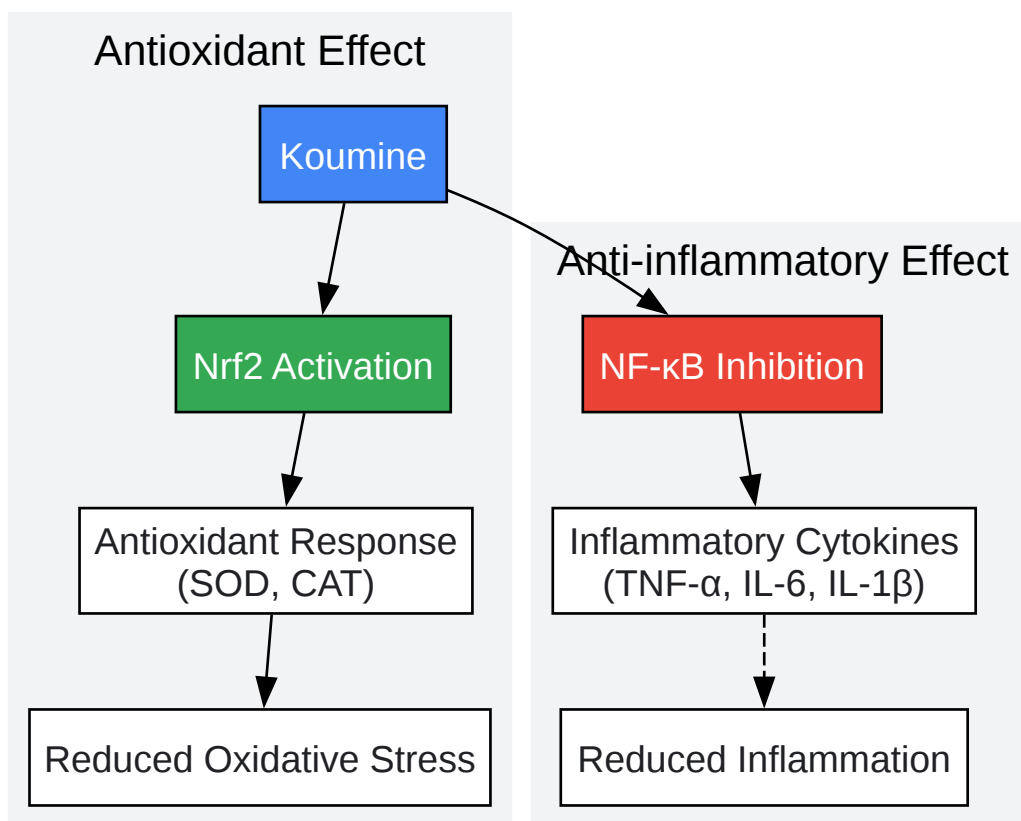 Antioxidant Effect
Koumine
Nrf2 Activation
Antioxidant Response
(SOD, CAT)
Reduced Oxidative Stress
Anti-inflammatory Effect
NF-κB Inhibition
Inflammatory Cytokines
(TNF-α, IL-6, IL-1β)
Reduced Inflammation